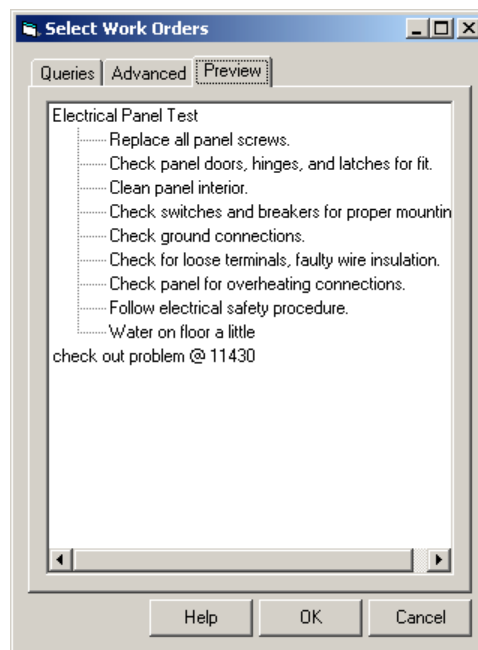 Select Work Orders
Queries Advanced Preview
Electrical Panel Test
Replace all panel screws.
Check panel doors, hinges, and latches for fit.
Clean panel interior.
Check switches and breakers for proper mountin
Check ground connections.
Check for loose terminals, faulty wire insulation.
Check panel for overheating connections.
Follow electrical safety procedure.
Water on floor a little
check out problem @ 11430
Help OK Cancel